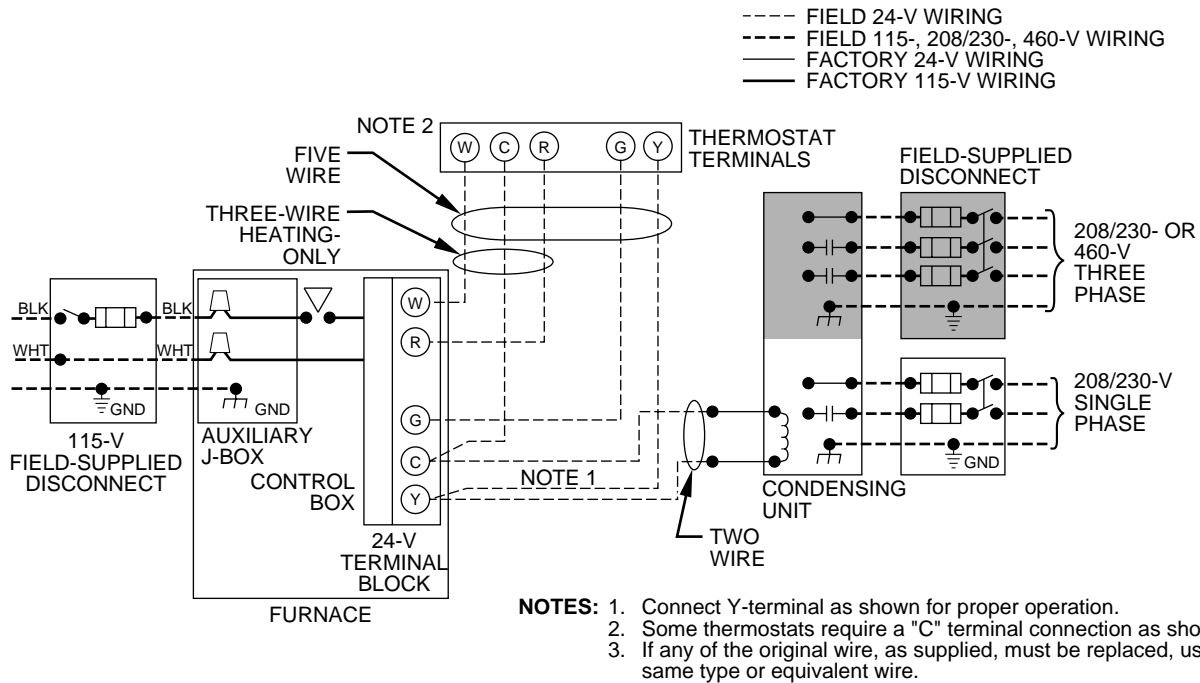 FIELD 24-V WIRING
FIELD 115-, 208/230-, 460-V WIRING
FACTORY 24-V WIRING
FACTORY 115-V WIRING
NOTE 2
W C R G Y
THERMOSTAT
TERMINALS
FIVE
WIRE
THREE-WIRE
HEATING-
ONLY
FIELD-SUPPLIED
DISCONNECT
208/230- OR
460-V
THREE
PHASE
BLK
BLK
WHT
WHT
GND
GND
W
R
G
C
Y
NOTE 1
208/230-V
SINGLE
PHASE
GND
115-V
FIELD-SUPPLIED
DISCONNECT
AUXILIARY
J-BOX
CONTROL
BOX
24-V
TERMINAL
BLOCK
FURNACE
CONDENSING
UNIT
TWO
WIRE
NOTES: 1. Connect Y-terminal as shown for proper operation.
2. Some thermostats require a "C" terminal connection as sho
3. If any of the original wire, as supplied, must be replaced, us
same type or equivalent wire.